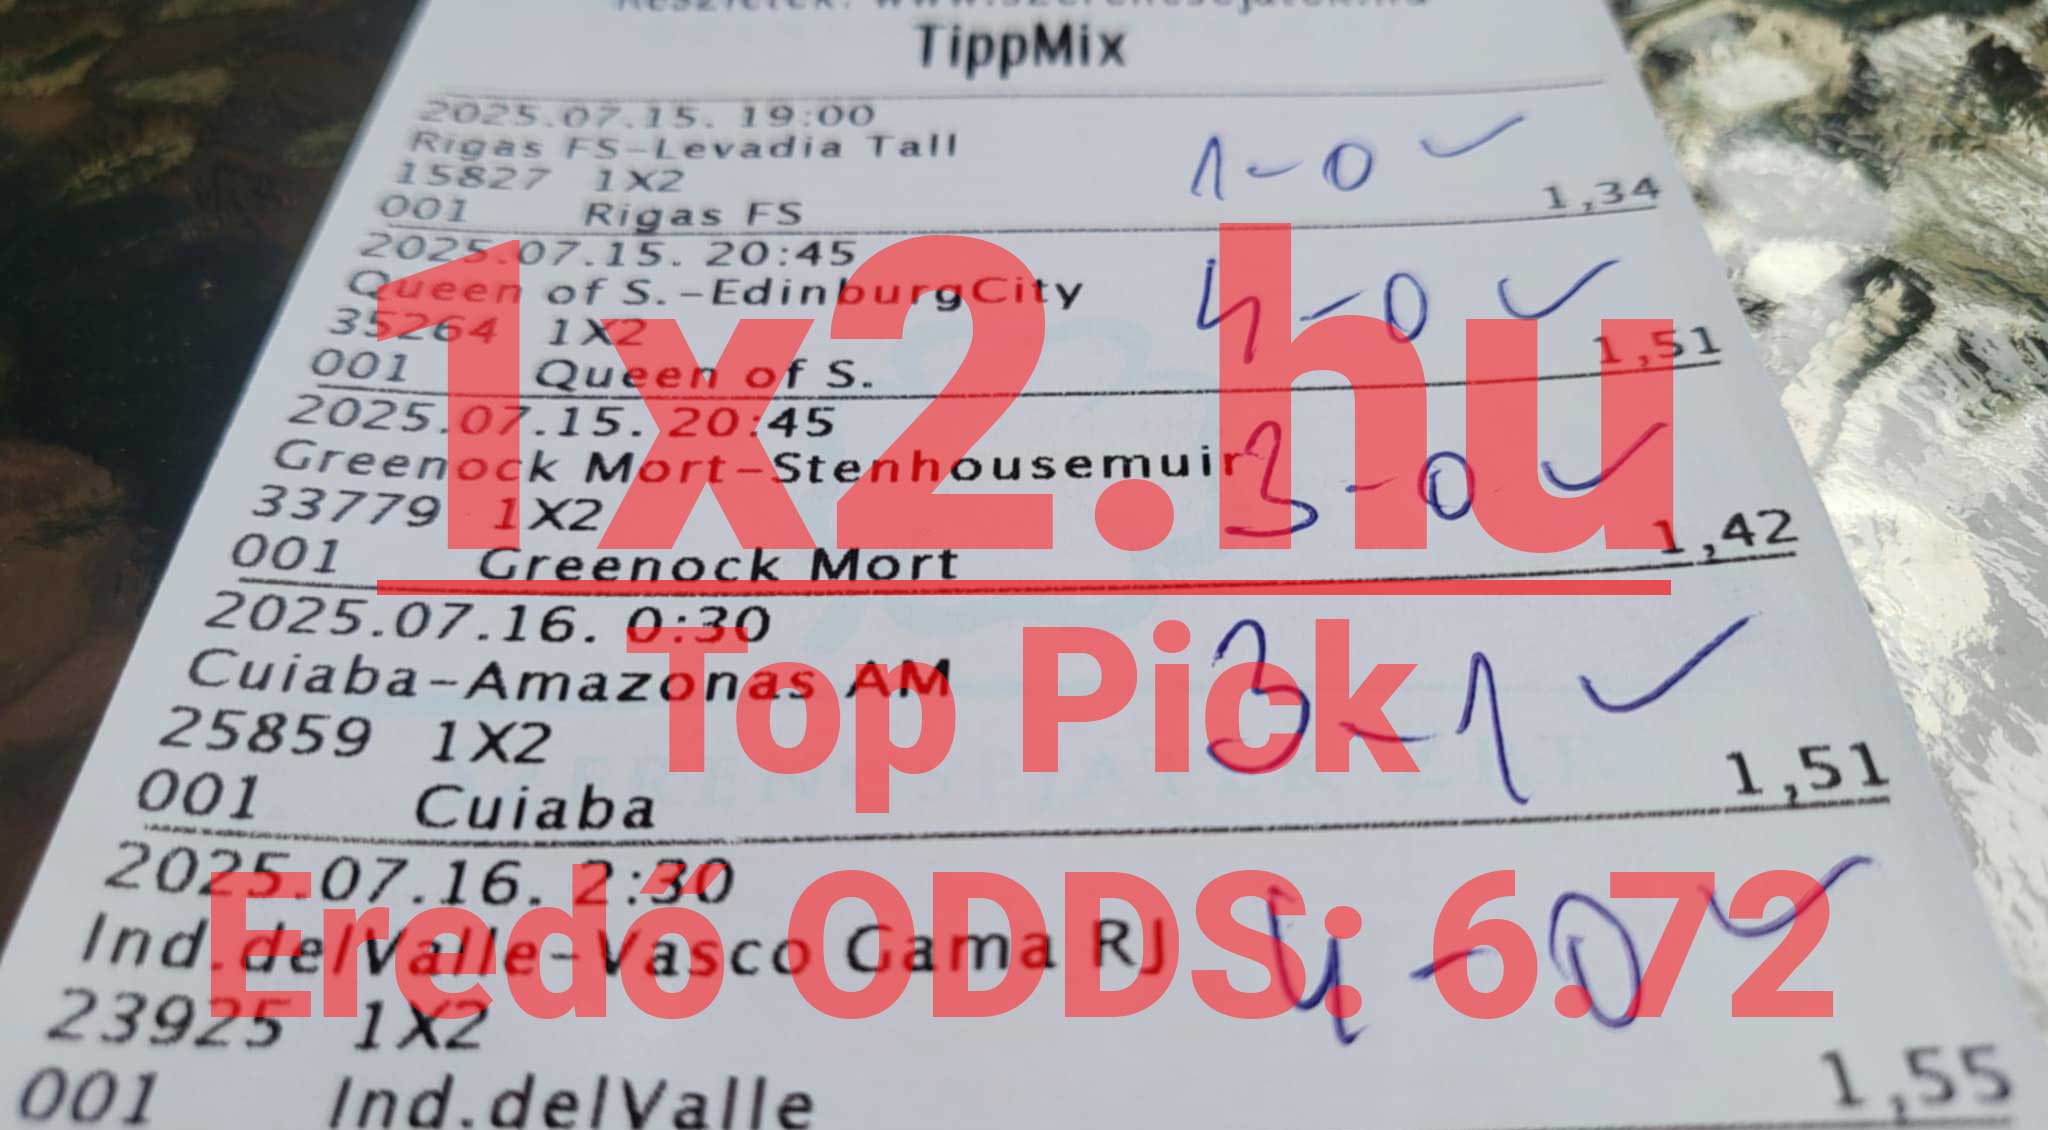 TippMix
2025.07.15. 19:00
Rigas FS-Levadia Tall
1-0 ✓
15827 1X2
001 Rigas FS 1,34
2025.07.15. 20:45
Queen of S.-EdinburgCity
4-0 ✓
35264 1X2
001 Queen of S. 1,51
2025.07.15. 20:45
Greenock Mort-Stenhousemuir
3-0 ✓
33779 1X2
001 Greenock Mort 1,42
2025.07.16. 0:30
Cuiaba-Amazonas AM
3-1 ✓
25859 1X2
001 Cuiaba 1,51
2025.07.16. 2:30
Ind.delValle-Vasco Gama RJ
4-0 ✓
23925 1X2
001 Ind.delValle 1,55
1x2.hu
Top Pick
Eredő ODDS: 6.72